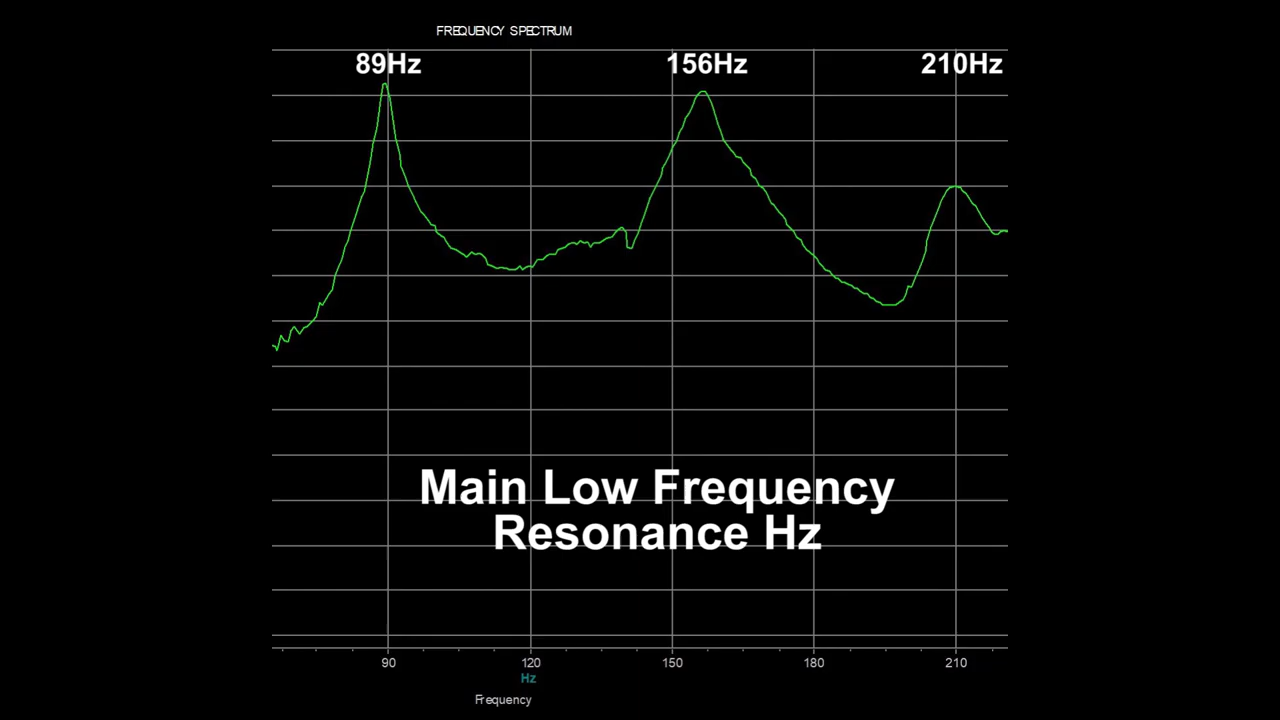 FREQUENCY SPECTRUM
89Hz 156Hz 210Hz
Main Low Frequency
Resonance Hz
90 120 150 180 210
Hz
Frequency